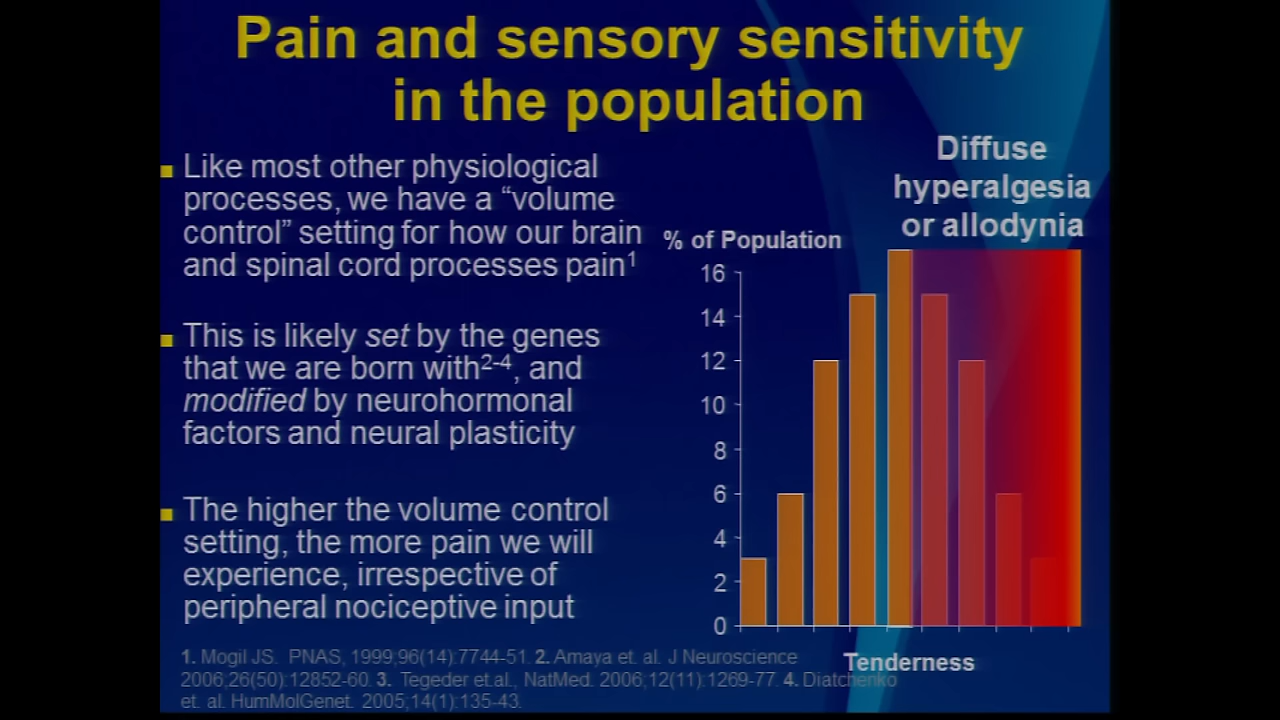 Pain and sensory sensitivity
in the population
Like most other physiological
processes, we have a “volume
control” setting for how our brain
and spinal cord processes pain1
This is likely set by the genes
that we are born with2-4, and
modified by neurohormonal
factors and neural plasticity
The higher the volume control
setting, the more pain we will
experience, irrespective of
peripheral nociceptive input
Diffuse
hyperalgesia
or allodynia
% of Population
16
14
12
10
8
6
4
2
0
Tenderness
1. Mogil JS. PNAS, 1999;96(14):7744-51. 2. Amaya et. al. J Neuroscience
2006;26(50):12852-60. 3. Tegeder et.al., NatMed. 2006;12(11):1269-77. 4. Diatchenko
et. al. HumMolGenet. 2005;14(1):135-43.